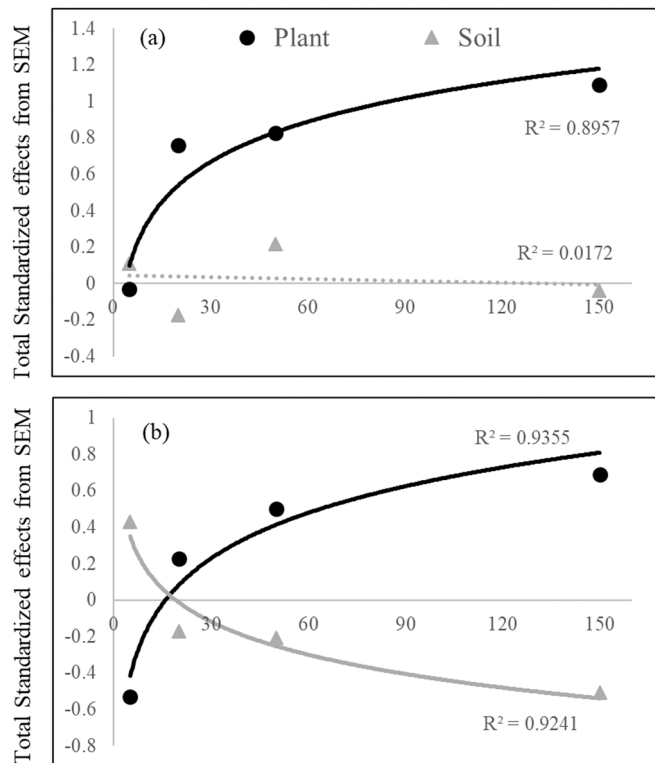 Total Standardized effects from SEM
(a)
Plant
Soil
1.4
1.2
1
0.8
0.6
0.4
0.2
0
-0.2
-0.4
R² = 0.8957
R² = 0.0172
0 30 60 90 120 150
Total Standardized effects from SEM
(b)
1
0.8
0.6
0.4
0.2
0
-0.2
-0.4
-0.6
-0.8
R² = 0.9355
0 30 60 90 120 150
R² = 0.9241